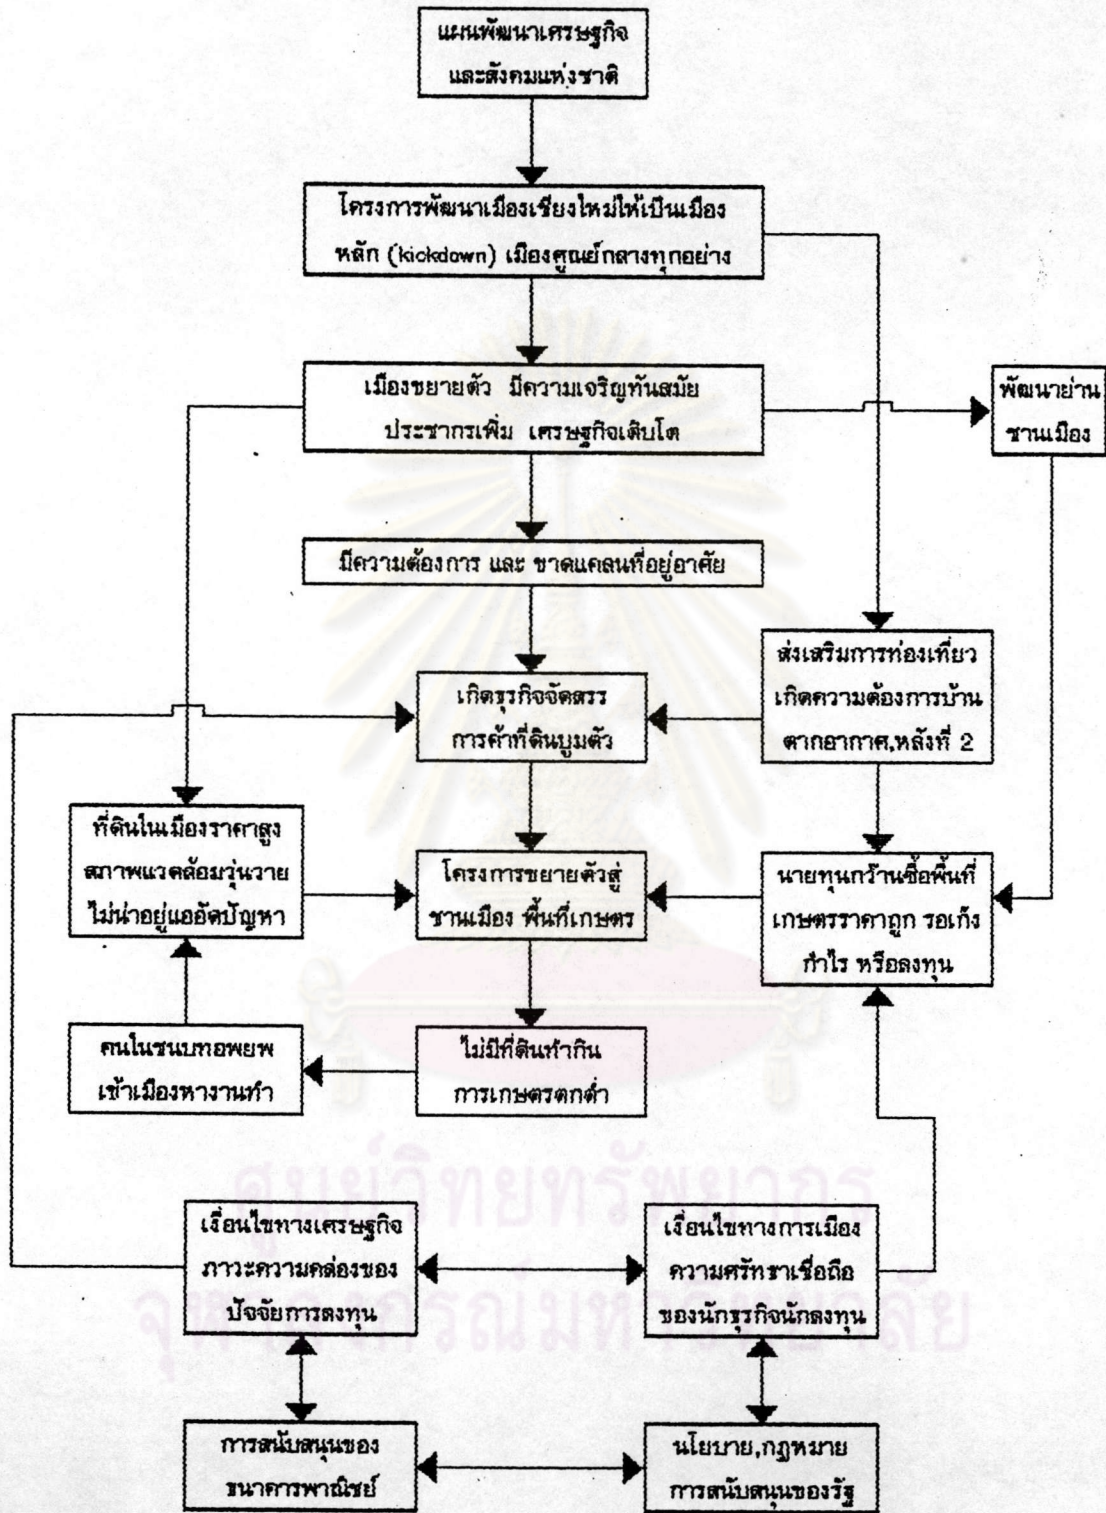 แผนพัฒนาเศรษฐกิจ
และสังคมแห่งชาติ
โครงการพัฒนาเมืองเชียงใหม่ให้เป็นเมือง
หลัก (kickdown) เมืองศูนย์กลางทุกอย่าง
เมืองขยายตัว มีความเจริญทันสมัย
ประชากรเพิ่ม เศรษฐกิจเติบโต
พัฒนาย่าน
ชานเมือง
มีความต้องการ และ ขาดแคลนที่อยู่อาศัย
ส่งเสริมการท่องเที่ยว
เกิดความต้องการบ้าน
ตากอากาศ,หลังที่ 2
เกิดธุรกิจจัดสรร
การค้าที่ดินบูมตัว
ที่ดินในเมืองราคาสูง
สภาพแวดล้อมวุ่นวาย
ไม่น่าอยู่แออัดปัญหา
โครงการขยายตัวสู่
ชานเมือง พื้นที่เกษตร
นายทุนกว้านซื้อพื้นที่
เกษตรราคาถูก รอเก็ง
กำไร หรือลงทุน
คนในชนบทอพยพ
เข้าเมืองหางานทำ
ไม่มีที่ดินทำกิน
การเกษตรตกต่ำ
เงื่อนไขทางเศรษฐกิจ
ภาวะความคล่องของ
ปัจจัยการลงทุน
เงื่อนไขทางการเมือง
ความศรัทธาเชื่อถือ
ของนักธุรกิจนักลงทุน
การสนับสนุนของ
ธนาคารพาณิชย์
นโยบาย,กฎหมาย
การสนับสนุนของรัฐ
ศูนย์วิทยทรัพยากร
จุฬาลงกรณ์มหาวิทยาลัย